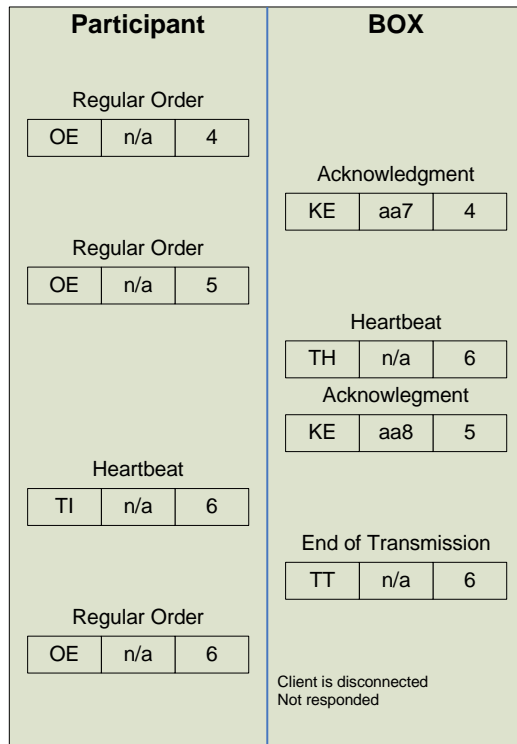 Participant BOX
Regular Order
OE n/a 4
Acknowledgment
KE aa7 4
Regular Order
OE n/a 5
Heartbeat
TH n/a 6
Acknowlegment
KE aa8 5
Heartbeat
TI n/a 6
End of Transmission
TT n/a 6
Regular Order
OE n/a 6
Client is disconnected
Not responded